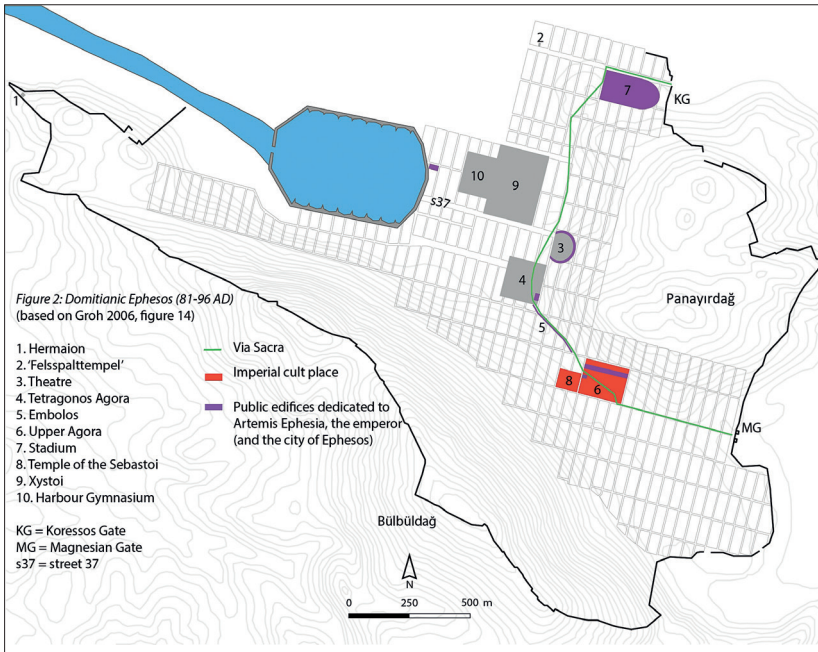 2
7
KG
1
10
9
s37
3
4
Panayırdağ
5
8
6
MG
Bülbüldağ
Figure 2: Domitianic Ephesos (81-96 AD)
(based on Groh 2006, figure 14)
1. Hermaion
2. 'Felsspalttempel'
3. Theatre
4. Tetragonos Agora
5. Embolos
6. Upper Agora
7. Stadium
8. Temple of the Sebastoi
9. Xystoi
10. Harbour Gymnasium
KG = Koressos Gate
MG = Magnesian Gate
s37 = street 37
Via Sacra
Imperial cult place
Public edifices dedicated to
Artemis Ephesia, the emperor
(and the city of Ephesos)
N
0 250 500 m